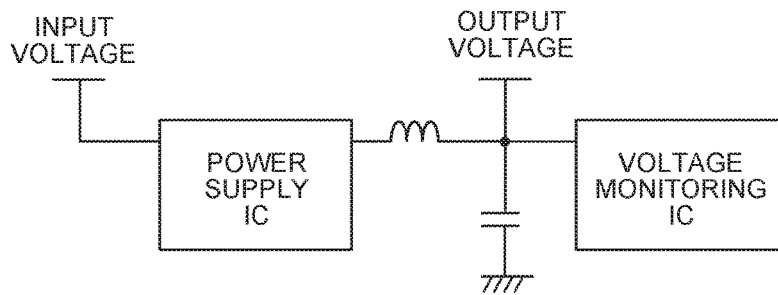 INPUT
VOLTAGE
OUTPUT
VOLTAGE
POWER
SUPPLY
IC
VOLTAGE
MONITORING
IC